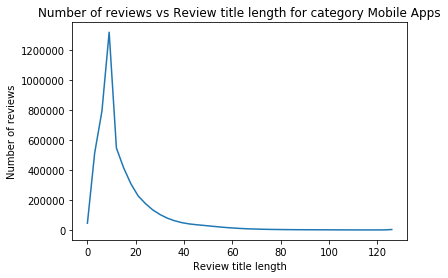 Number of reviews vs Review title length for category Mobile Apps
1200000
1000000
800000
600000
400000
200000
0
Number of reviews
0 20 40 60 80 100 120
Review title length